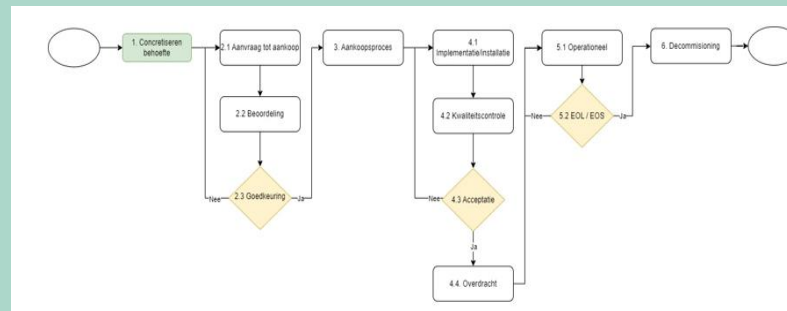 1. Concretiseren
behoefte
2.1 Aanvraag tot aankoop
2.2 Beoordeling
2.3 Goedkeuring
Nee
Ja
3. Aankoopsproces
4.1
Implementatie/installatie
4.2 Kwaliteitscontrole
4.3 Acceptatie
Nee
Ja
4.4. Overdracht
5.1 Operationeel
5.2 EOL / EOS
Nee
Ja
6. Decommisioning